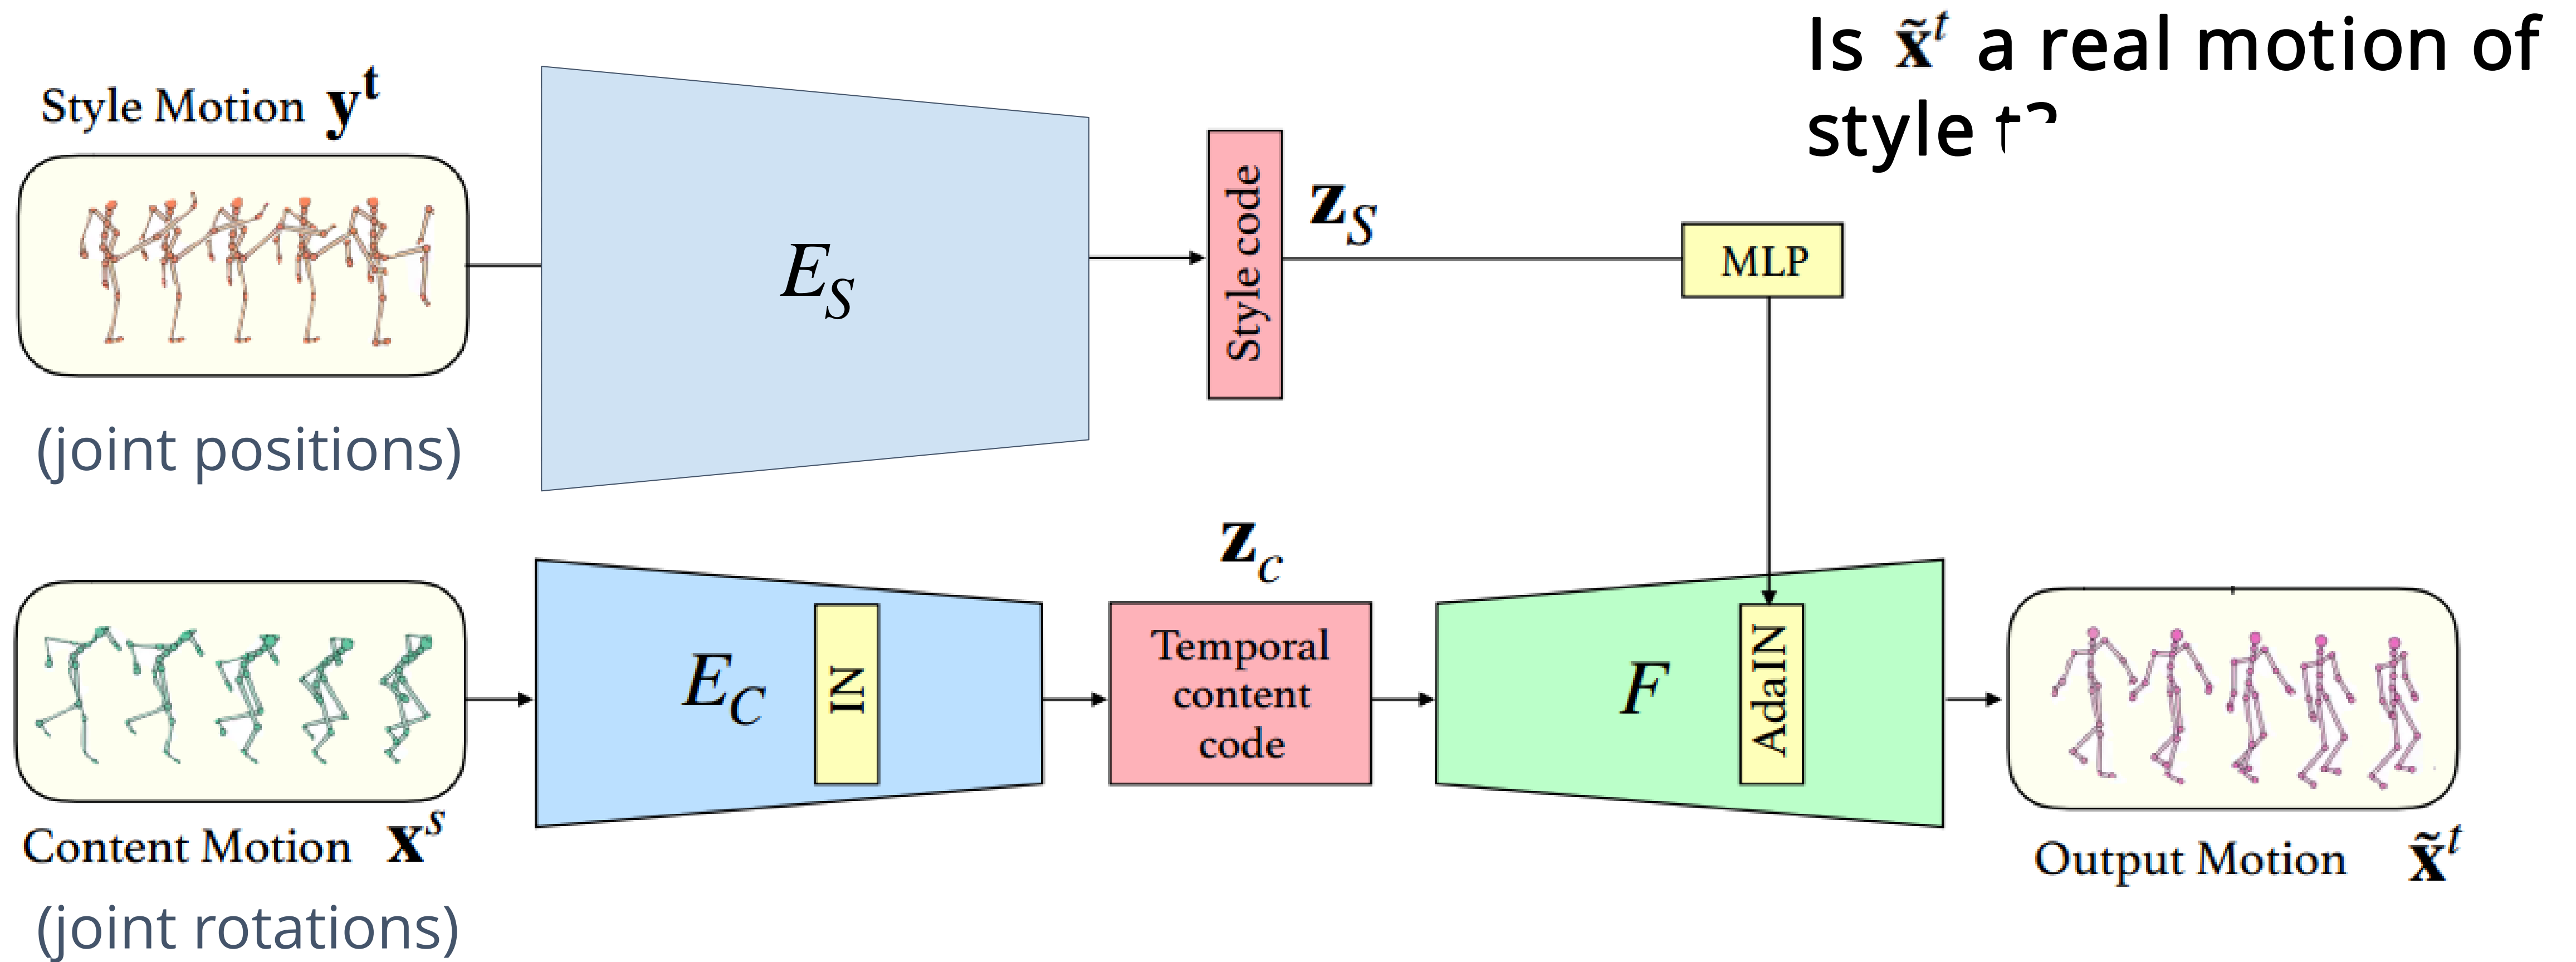 Is x̃ᵗ a real motion of
style t?
Style Motion yᵗ
(joint positions)
E_S
Style code
z_S
MLP
Content Motion xˢ
(joint rotations)
E_C
IN
z_c
Temporal
content
code
F
AdaIN
Output Motion x̃ᵗ